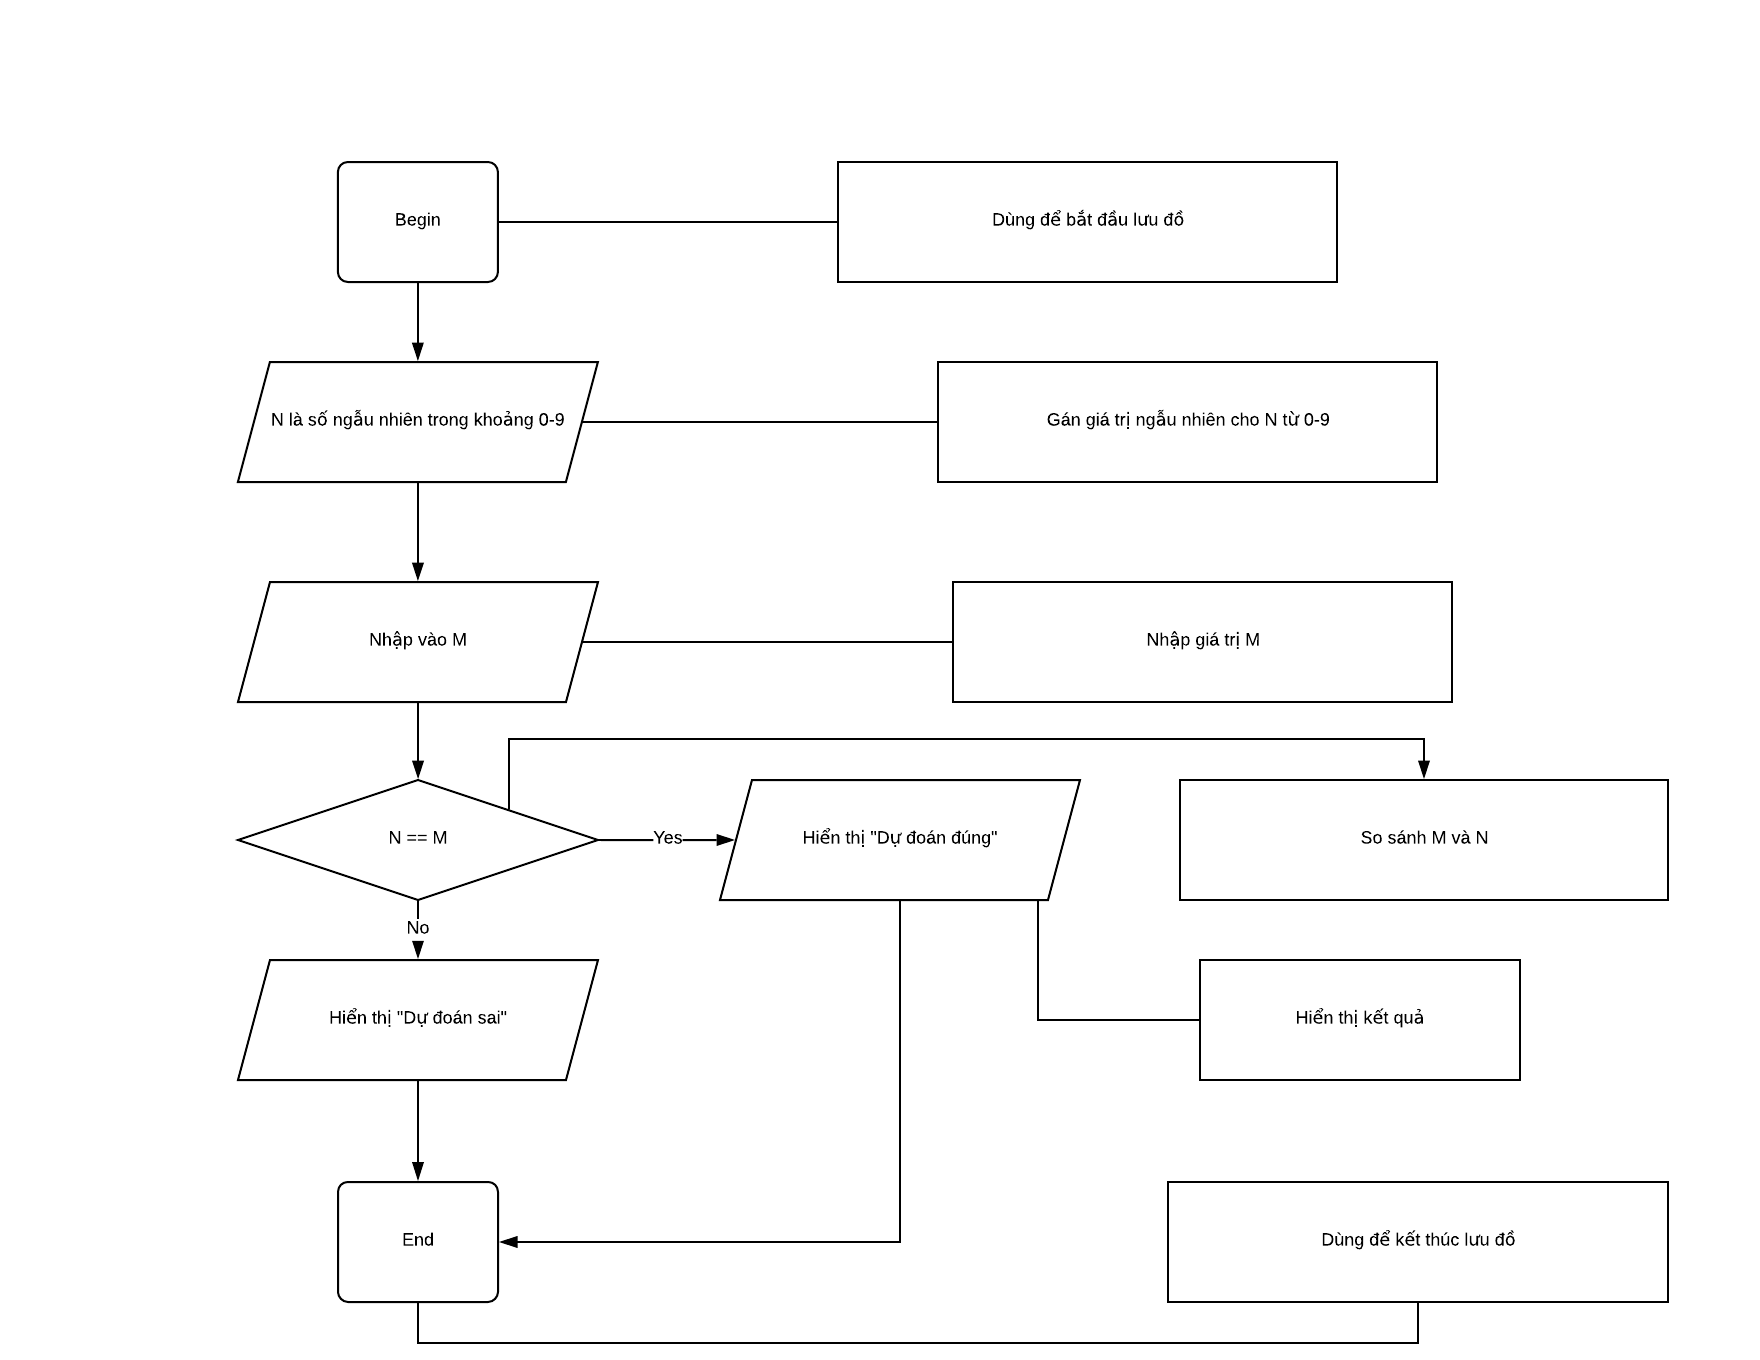 Begin
Dùng để bắt đầu lưu đồ
N là số ngẫu nhiên trong khoảng 0-9
Gán giá trị ngẫu nhiên cho N từ 0-9
Nhập vào M
Nhập giá trị M
N == M
Yes
Hiển thị "Dự đoán đúng"
So sánh M và N
No
Hiển thị "Dự đoán sai"
Hiển thị kết quả
End
Dùng để kết thúc lưu đồ